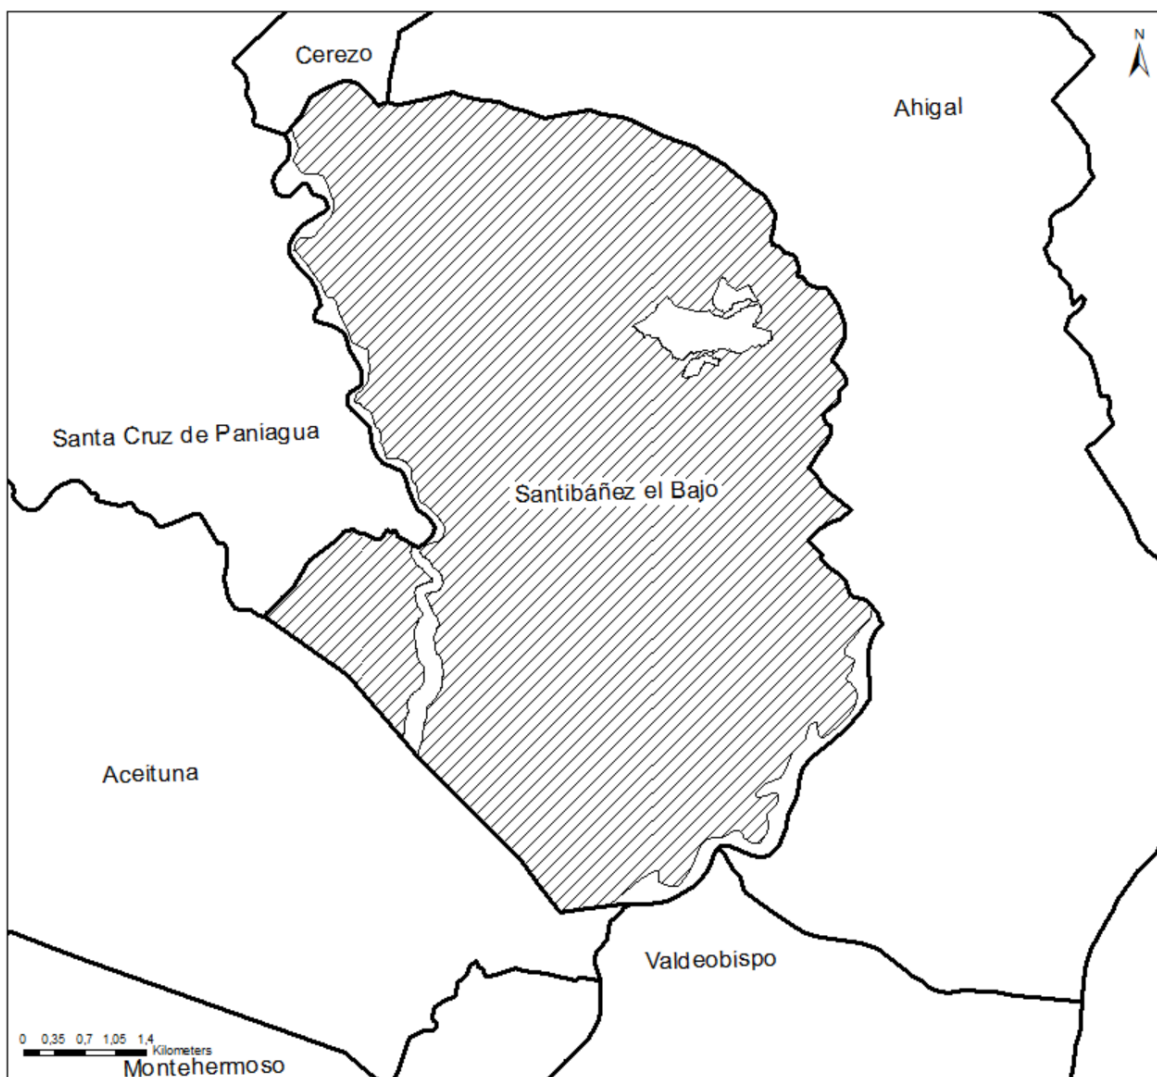 N
Cerezo
Ahigal
Santa Cruz de Paniagua
Santibáñez el Bajo
Aceituna
Valdeobispo
0 0,35 0,7 1,05 1,4
Kilometers
Montehermoso